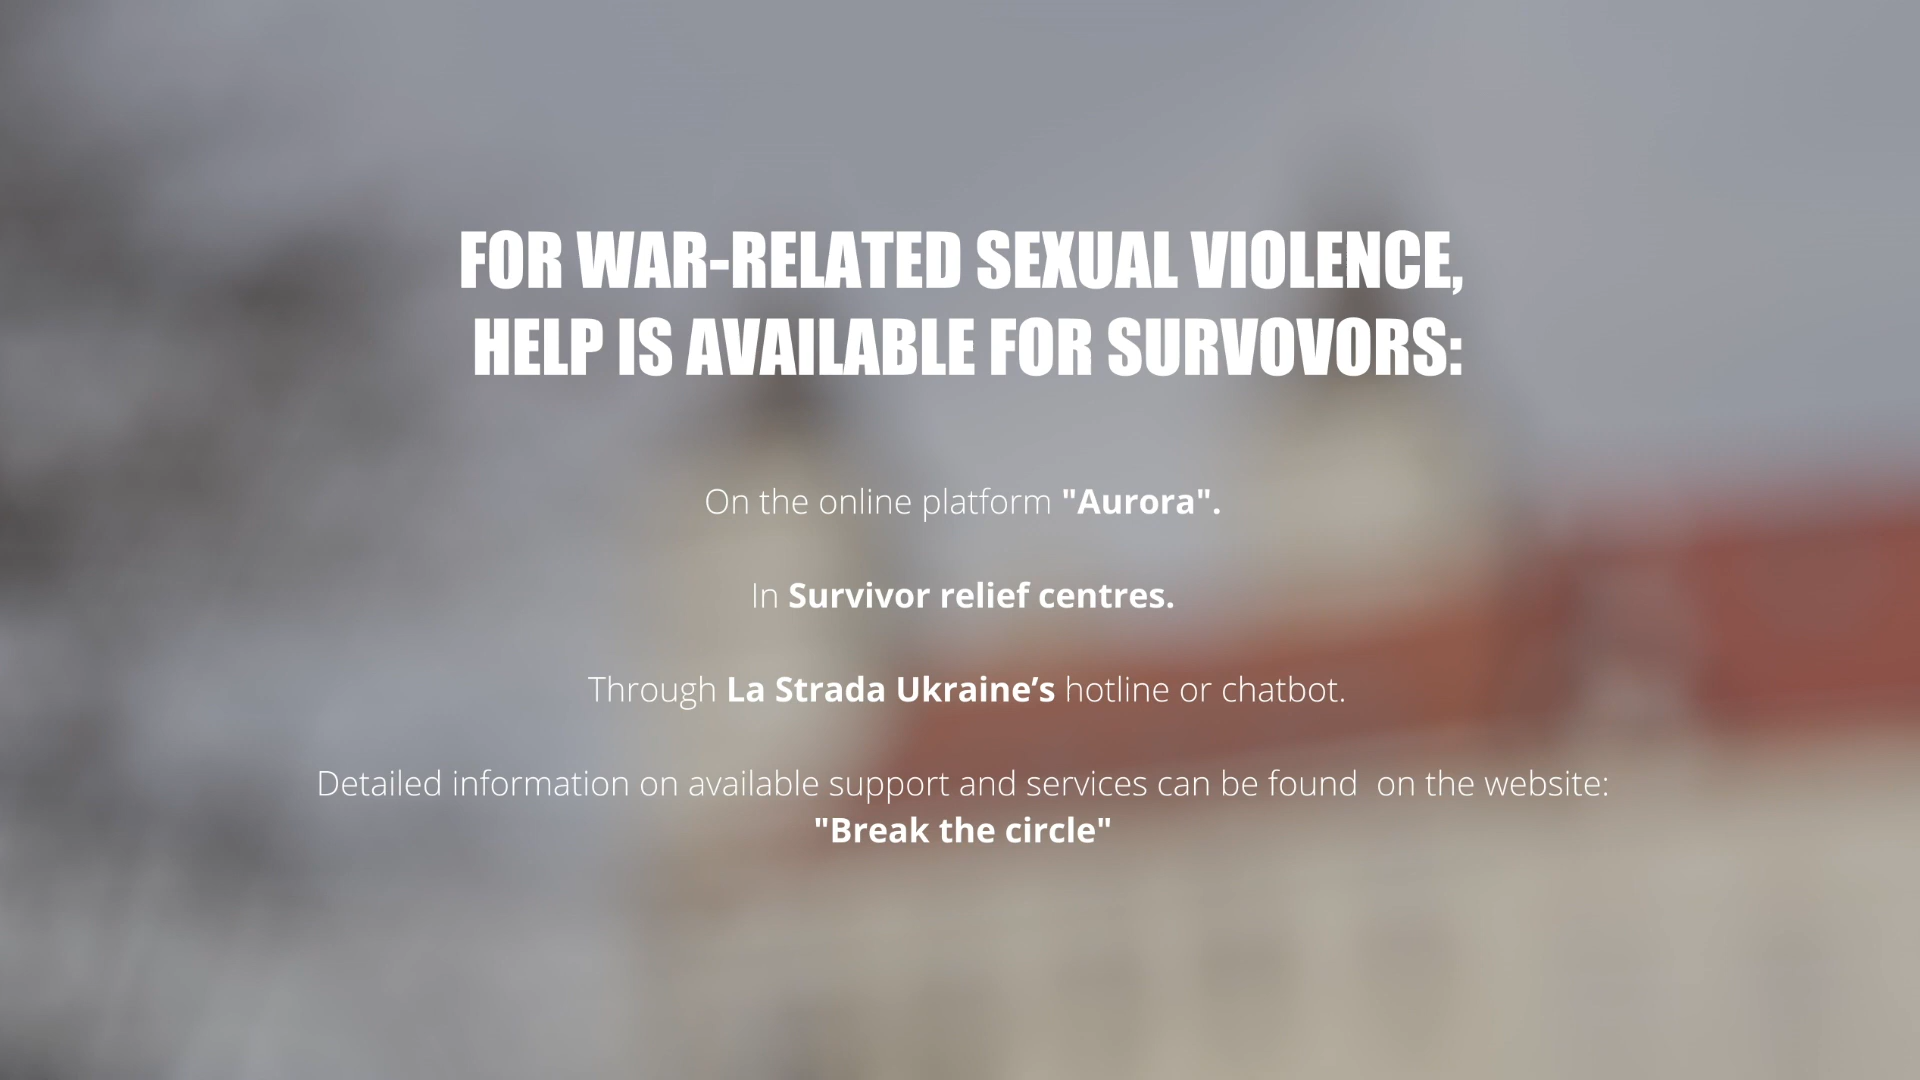 FOR WAR-RELATED SEXUAL VIOLENCE,
HELP IS AVAILABLE FOR SURVOVORS:
On the online platform "Aurora".
In Survivor relief centres.
Through La Strada Ukraine’s hotline or chatbot.
Detailed information on available support and services can be found  on the website:
"Break the circle"